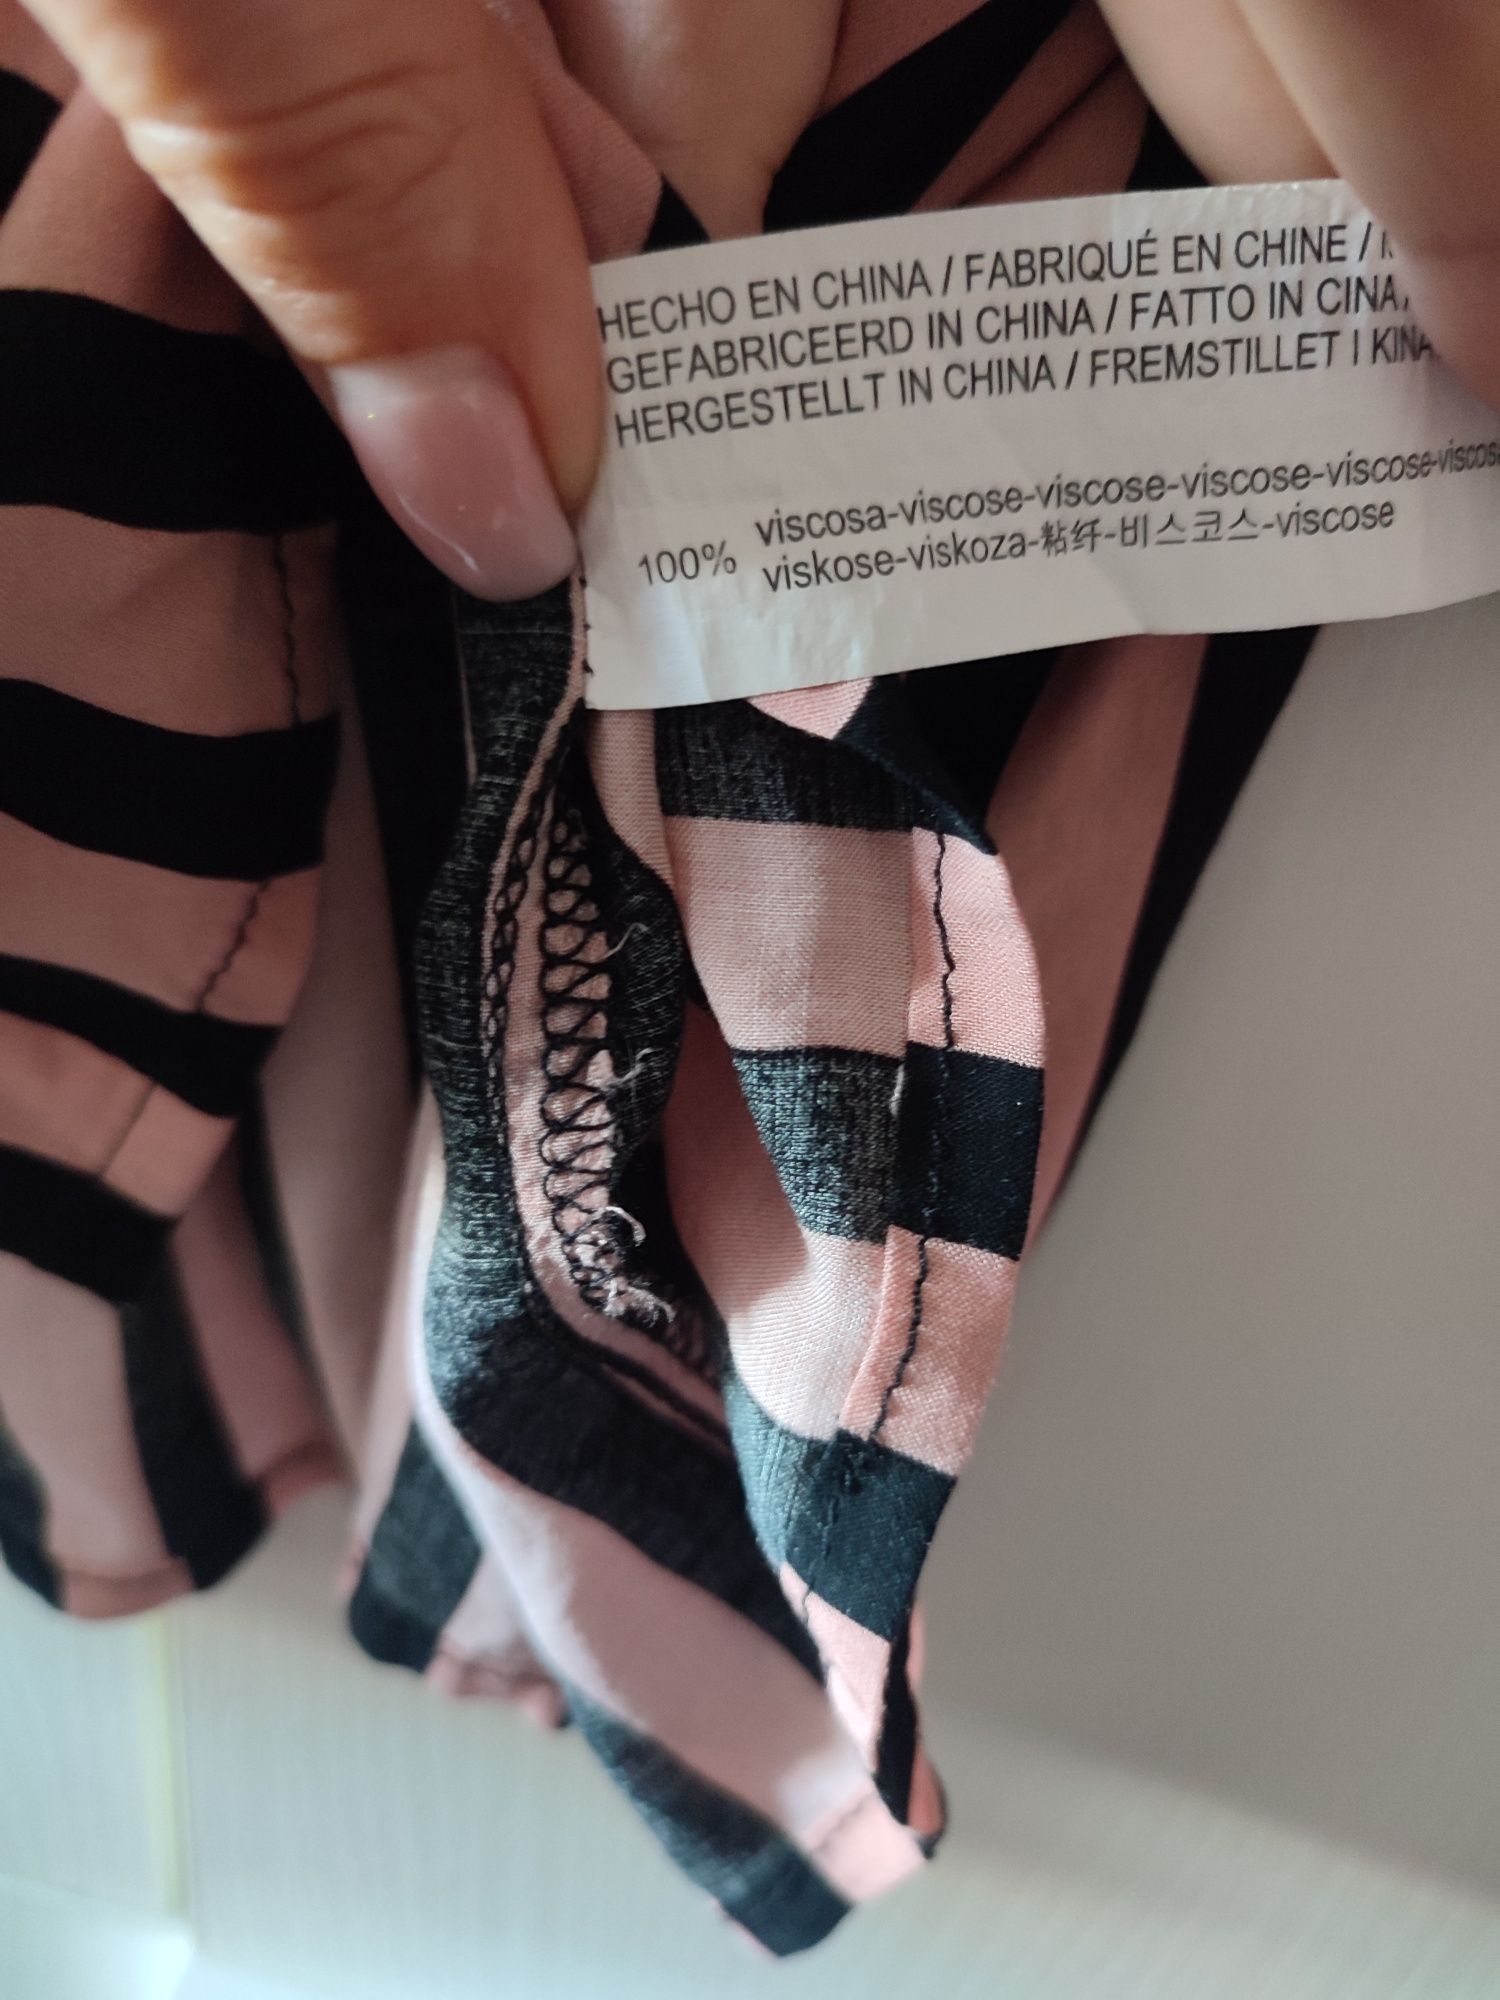 HECHO EN CHINA / FABRIQUÉ EN CHINE /
GEFABRICEERD IN CHINA / FATTO IN CINA
HERGESTELLT IN CHINA / FREMSTILLET I KINA
100% viscosa-viscose-viscose-viscose-viscose-viscose
viskose-viskoza-粘纤-비스코스-viscose